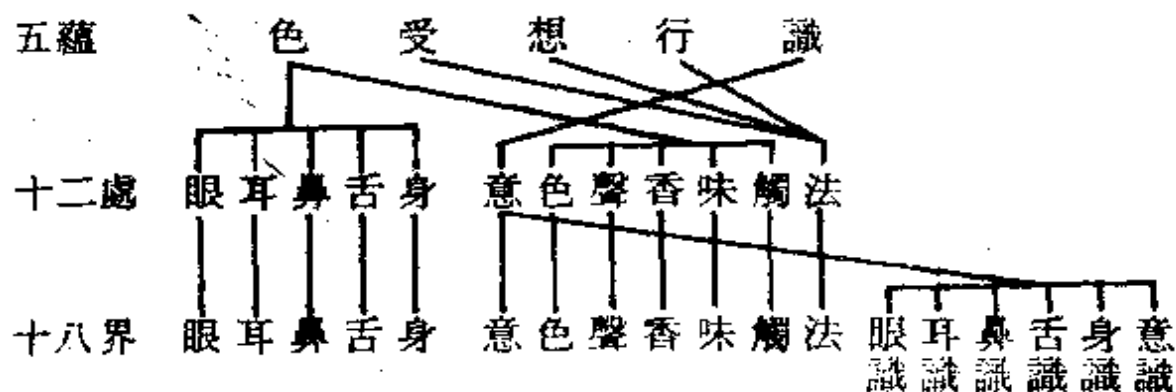 五蘊 色 受 想 行 識
十二處 眼 耳 鼻 舌 身 意 色 聲 香 味 觸 法
十八界 眼 耳 鼻 舌 身 意 色 聲 香 味 觸 法 眼識 耳識 鼻識 舌識 身識 意識